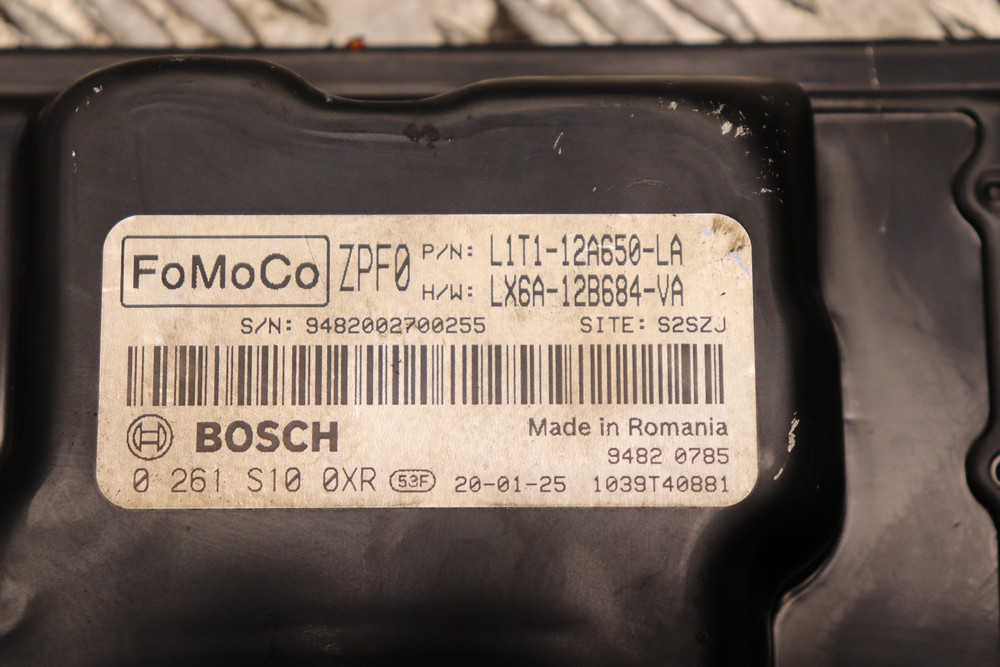 FoMoCo ZPF0 P/N: L1T1-12A650-LA
H/W: LX6A-12B684-VA
S/N: 9482002700255 SITE: S2SZJ
BOSCH Made in Romania
9482 0785
0 261 S10 0XR 53F 20-01-25 1039T40881